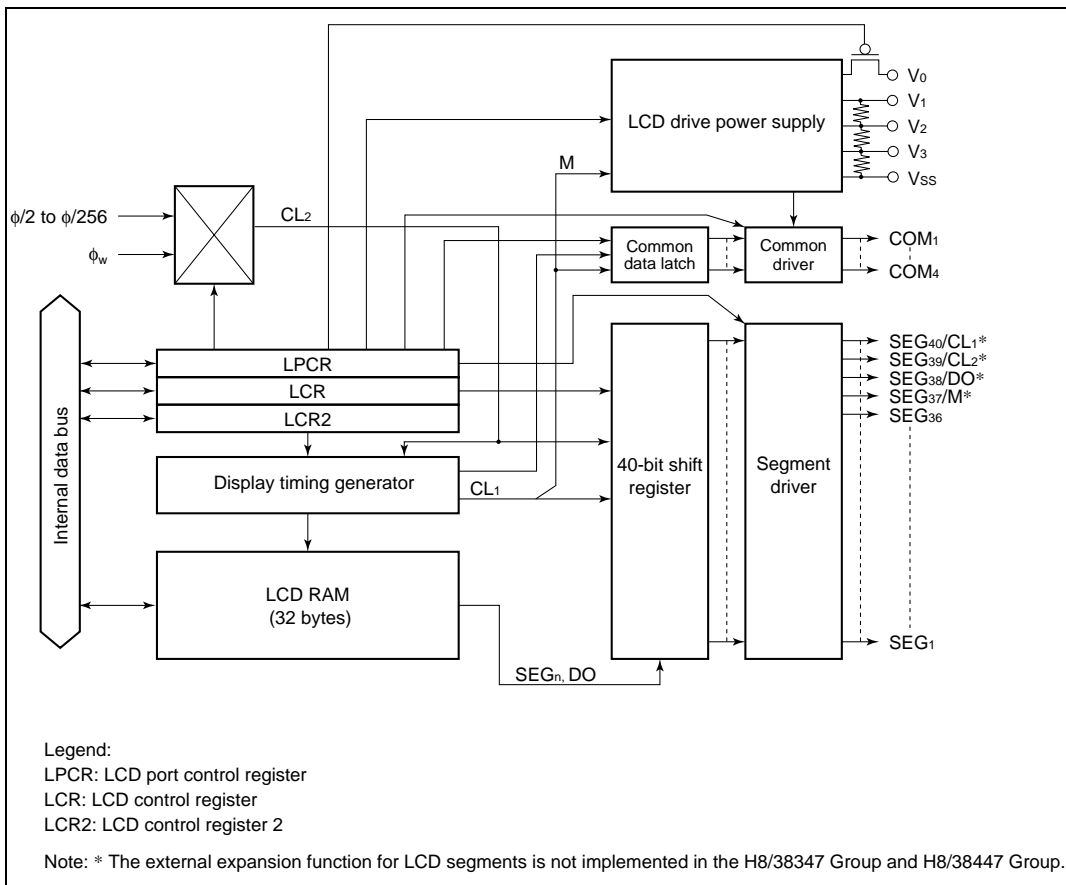 V0
V1
LCD drive power supply
V2
V3
M
VSS
φ/2 to φ/256
CL2
Common data latch
Common driver
COM1
φw
COM4
SEG40/CL1*
SEG39/CL2*
SEG38/DO*
SEG37/M*
SEG36
LPCR
LCR
LCR2
Internal data bus
Display timing generator
CL1
40-bit shift register
Segment driver
LCD RAM
(32 bytes)
SEG1
SEGn, DO
Legend:
LPCR: LCD port control register
LCR: LCD control register
LCR2: LCD control register 2
Note: * The external expansion function for LCD segments is not implemented in the H8/38347 Group and H8/38447 Group.